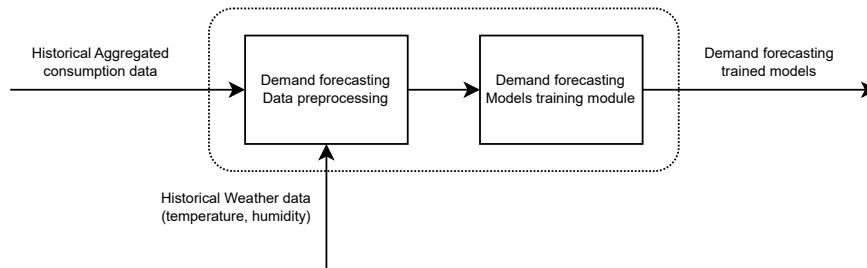 Historical Aggregated
consumption data
Demand forecasting
Data preprocessing
Demand forecasting
Models training module
Demand forecasting
trained models
Historical Weather data
(temperature, humidity)